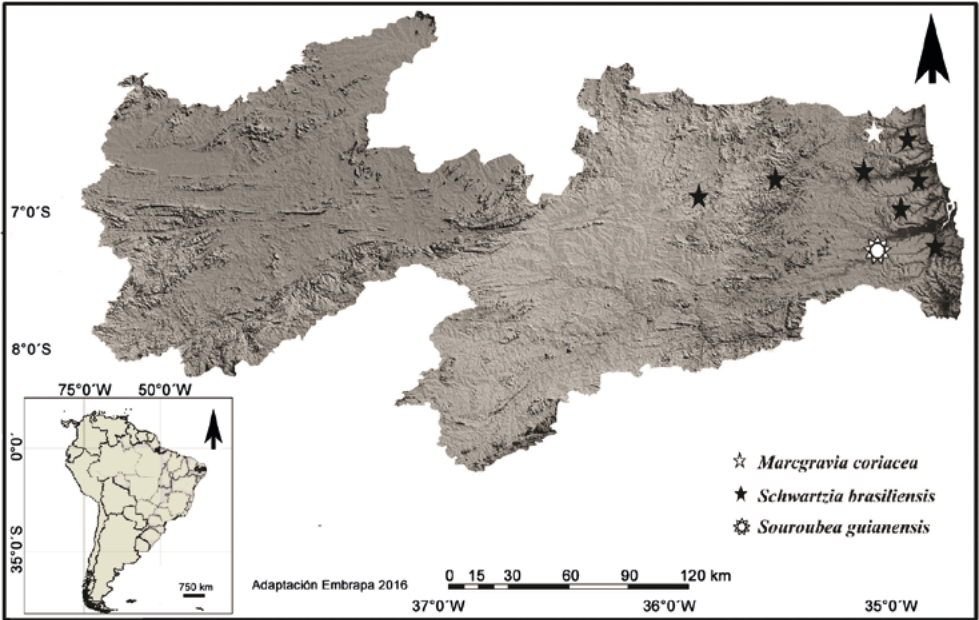 7°0´S
8°0´S
75°0´W 50°0´W
0°0´
35°0´S
750 km
Marcgravia coriacea
Schwartzia brasiliensis
Souroubea guianensis
Adaptación Embrapa 2016
0 15 30 60 90 120 km
37°0´W 36°0´W 35°0´W